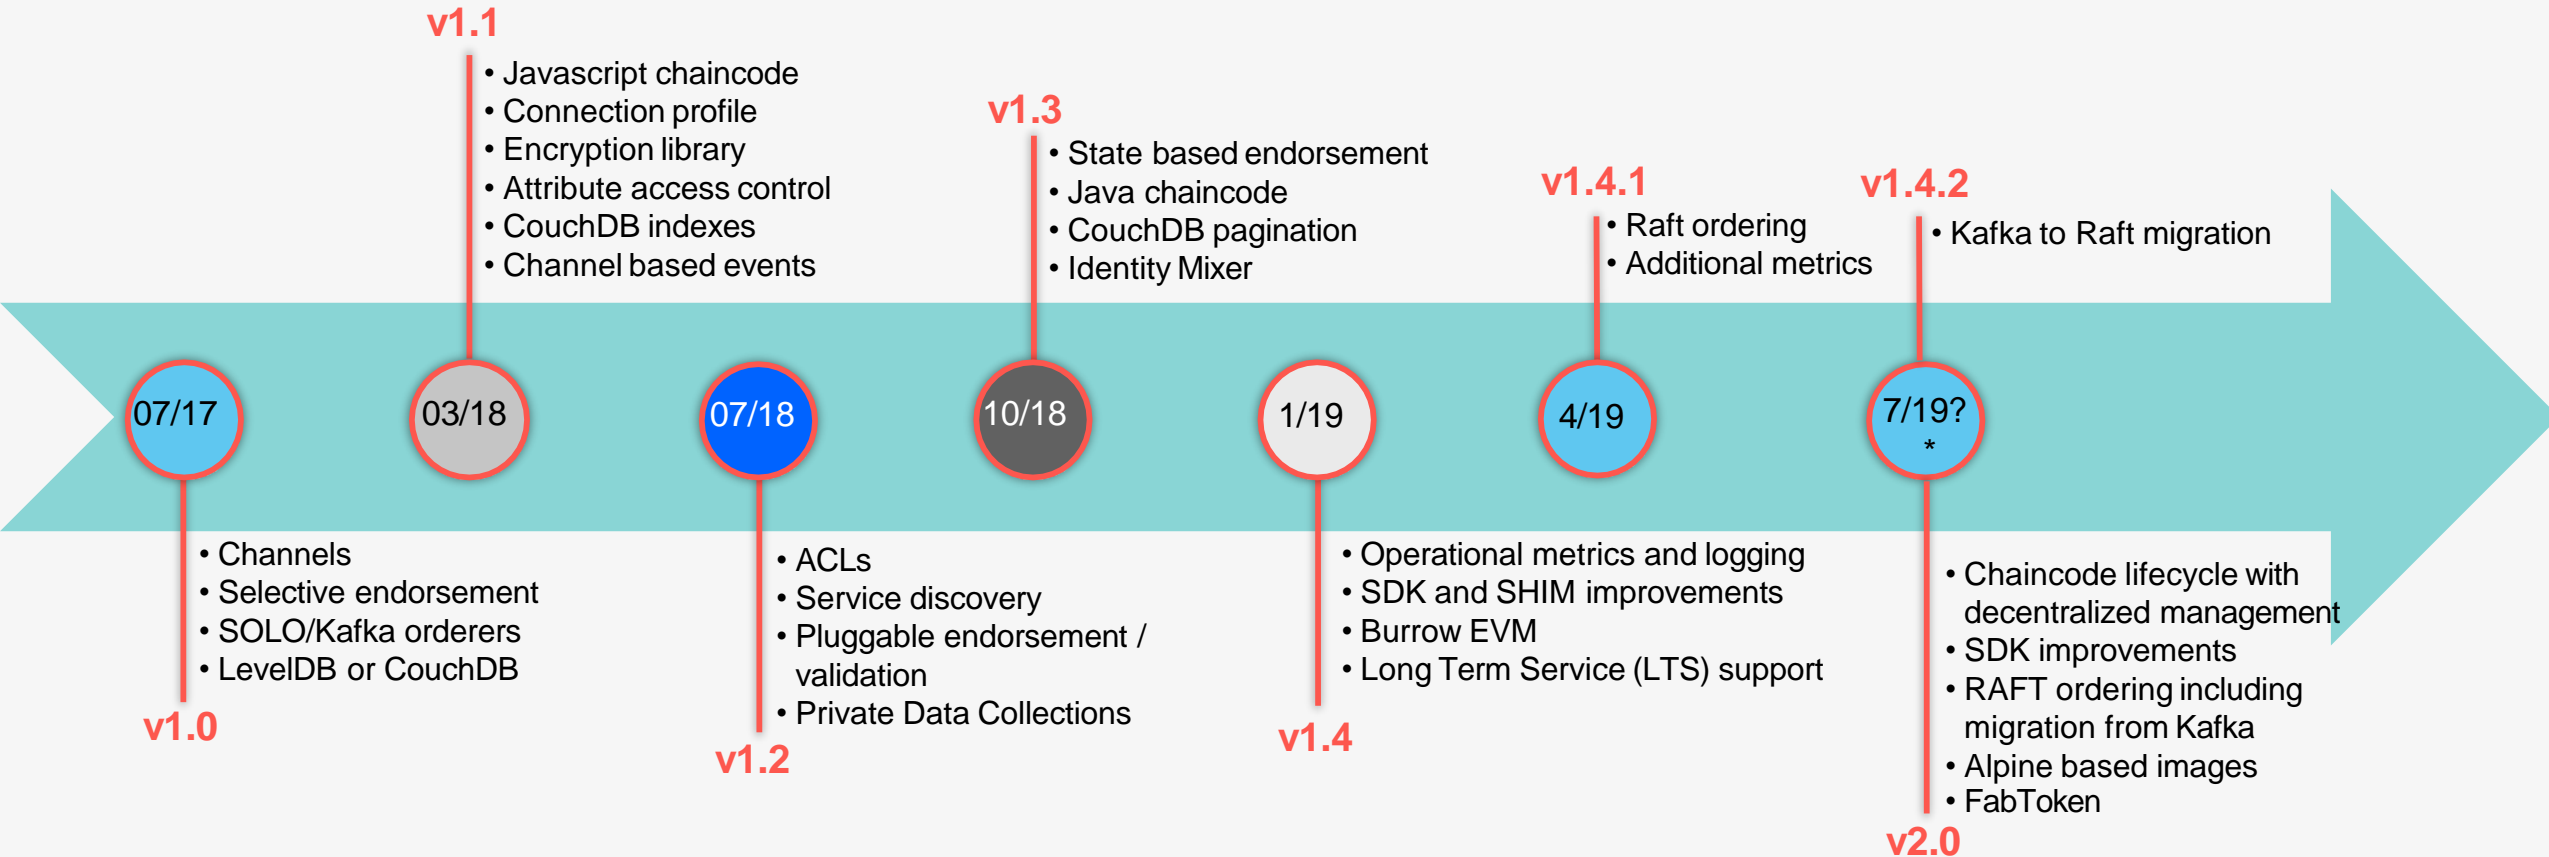 v1.1
• Javascript chaincode
• Connection profile
• Encryption library
• Attribute access control
• CouchDB indexes
• Channel based events
v1.3
• State based endorsement
• Java chaincode
• CouchDB pagination
• Identity Mixer
v1.4.1
• Raft ordering
• Additional metrics
v1.4.2
• Kafka to Raft migration
07/17
03/18
07/18
10/18
1/19
4/19
7/19?
*
• Channels
• Selective endorsement
• SOLO/Kafka orderers
• LevelDB or CouchDB
v1.0
• ACLs
• Service discovery
• Pluggable endorsement /
validation
• Private Data Collections
v1.2
• Operational metrics and logging
• SDK and SHIM improvements
• Burrow EVM
• Long Term Service (LTS) support
v1.4
• Chaincode lifecycle with
decentralized management
• SDK improvements
• RAFT ordering including
migration from Kafka
• Alpine based images
• FabToken
v2.0